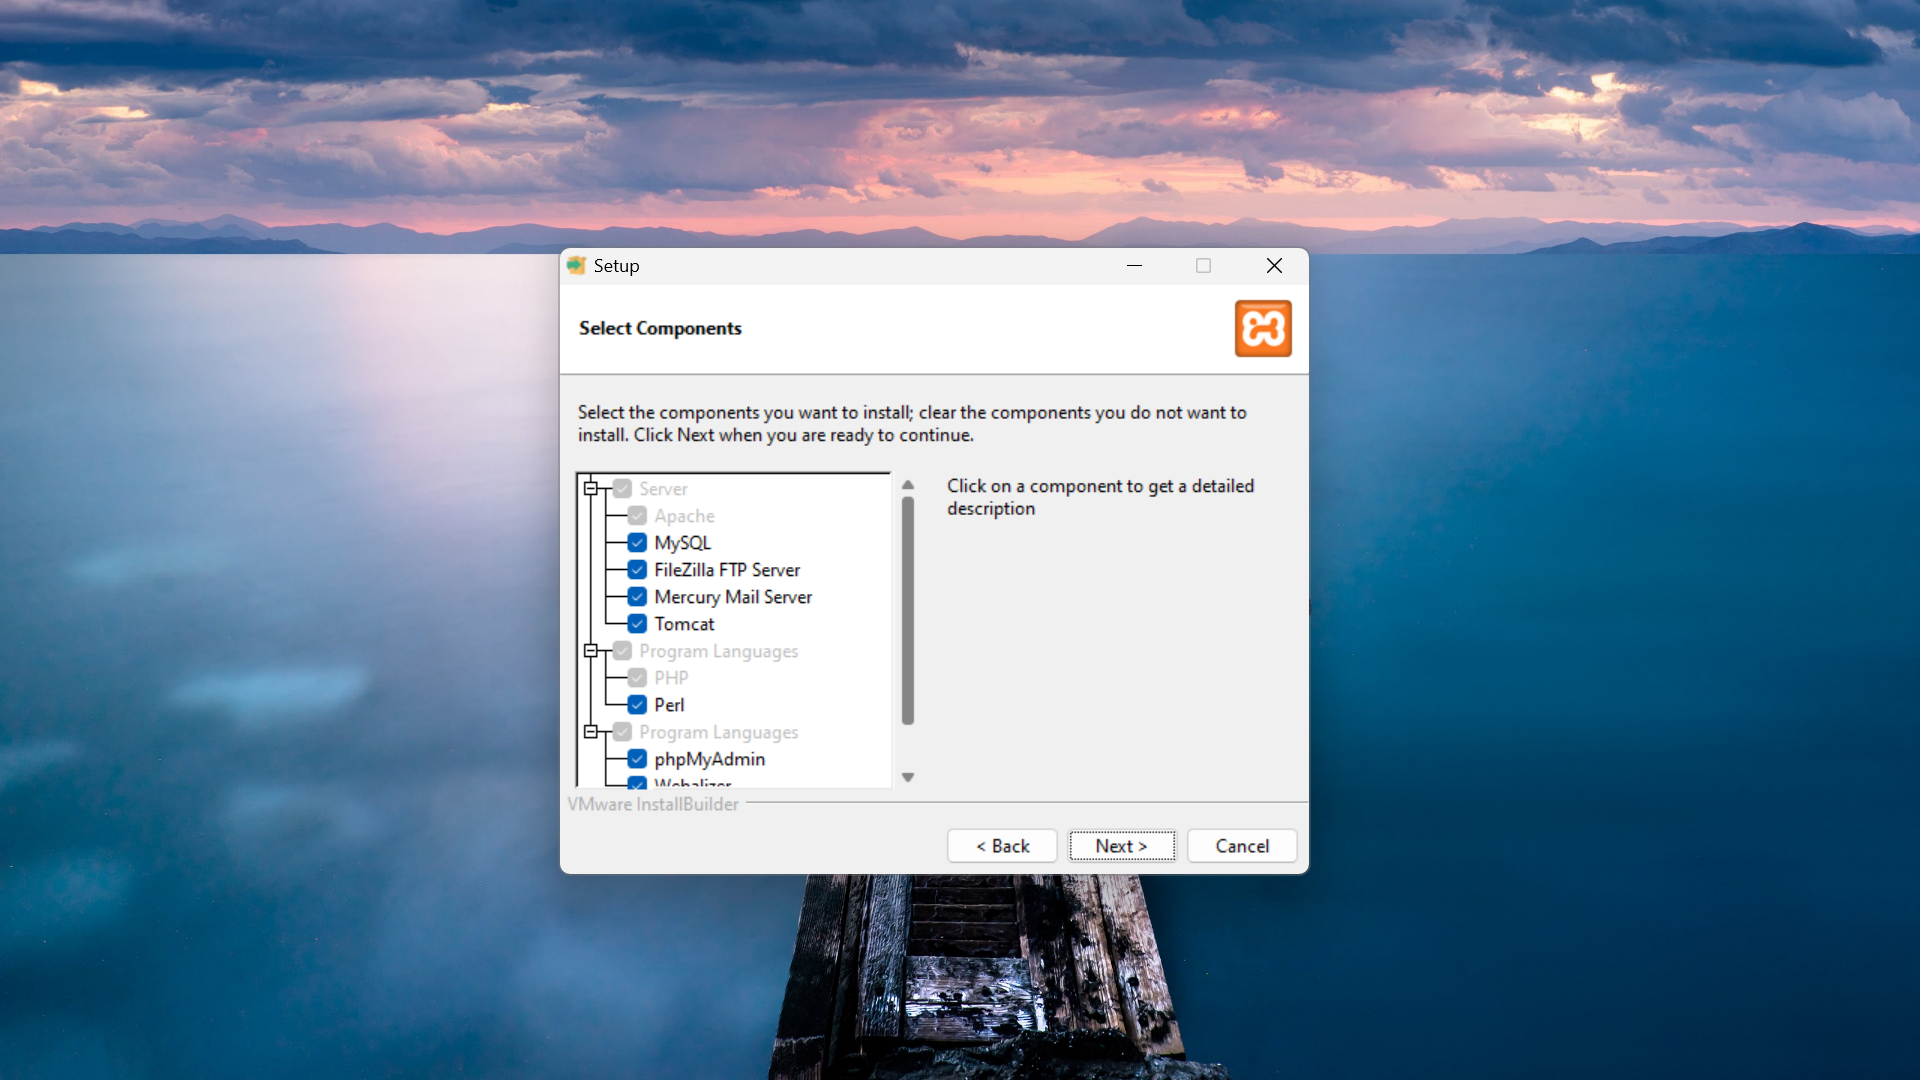 Setup
Select Components
Select the components you want to install; clear the components you do not want to
install. Click Next when you are ready to continue.
Server
Apache
MySQL
FileZilla FTP Server
Mercury Mail Server
Tomcat
Program Languages
PHP
Perl
Program Languages
phpMyAdmin
Webalizer
Click on a component to get a detailed
description
VMware InstallBuilder
< Back
Next >
Cancel